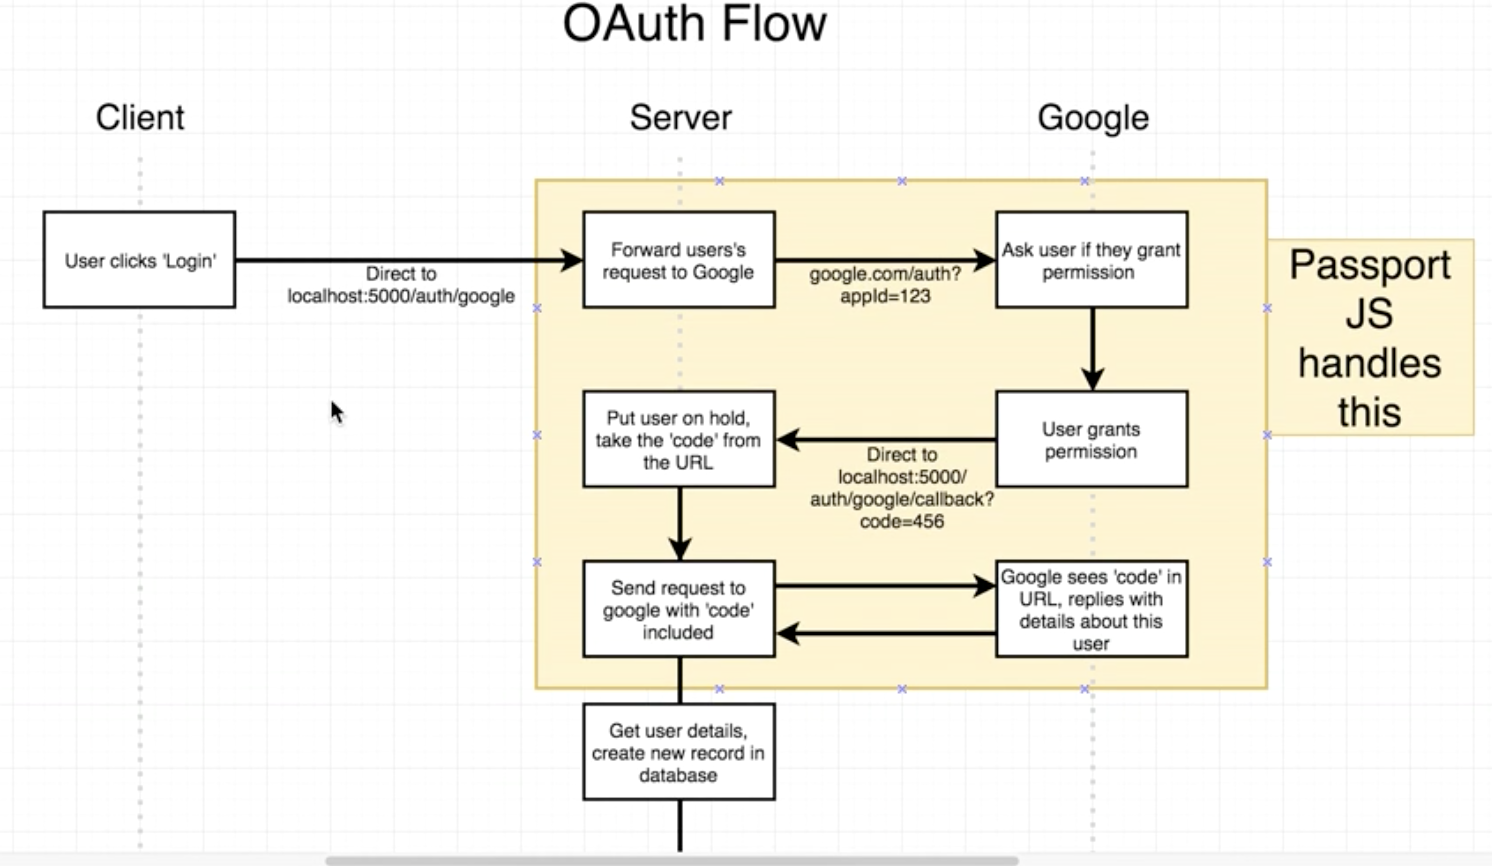 OAuth Flow
Client
Server
Google
User clicks 'Login'
Direct to
localhost:5000/auth/google
Forward users's
request to Google
google.com/auth?
appId=123
Ask user if they grant
permission
Passport
JS
handles
this
Put user on hold,
take the 'code' from
the URL
Direct to
localhost:5000/
auth/google/callback?
code=456
User grants
permission
Send request to
google with 'code'
included
Google sees 'code' in
URL, replies with
details about this
user
Get user details,
create new record in
database